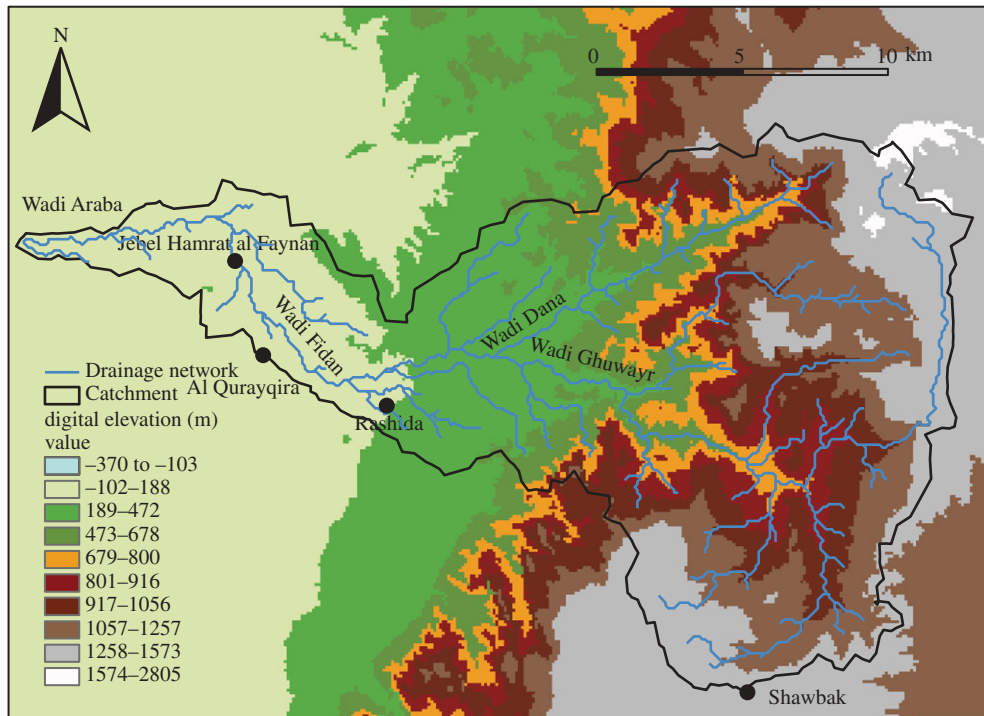 N
0 5 10 km
Wadi Araba
Jebel Hamrat al Faynan
Wadi Fidan
Wadi Dana
Wadi Ghuwayr
Al Qurayqira
Rashida
Shawbak
Drainage network
Catchment
digital elevation (m)
value
–370 to –103
–102–188
189–472
473–678
679–800
801–916
917–1056
1057–1257
1258–1573
1574–2805